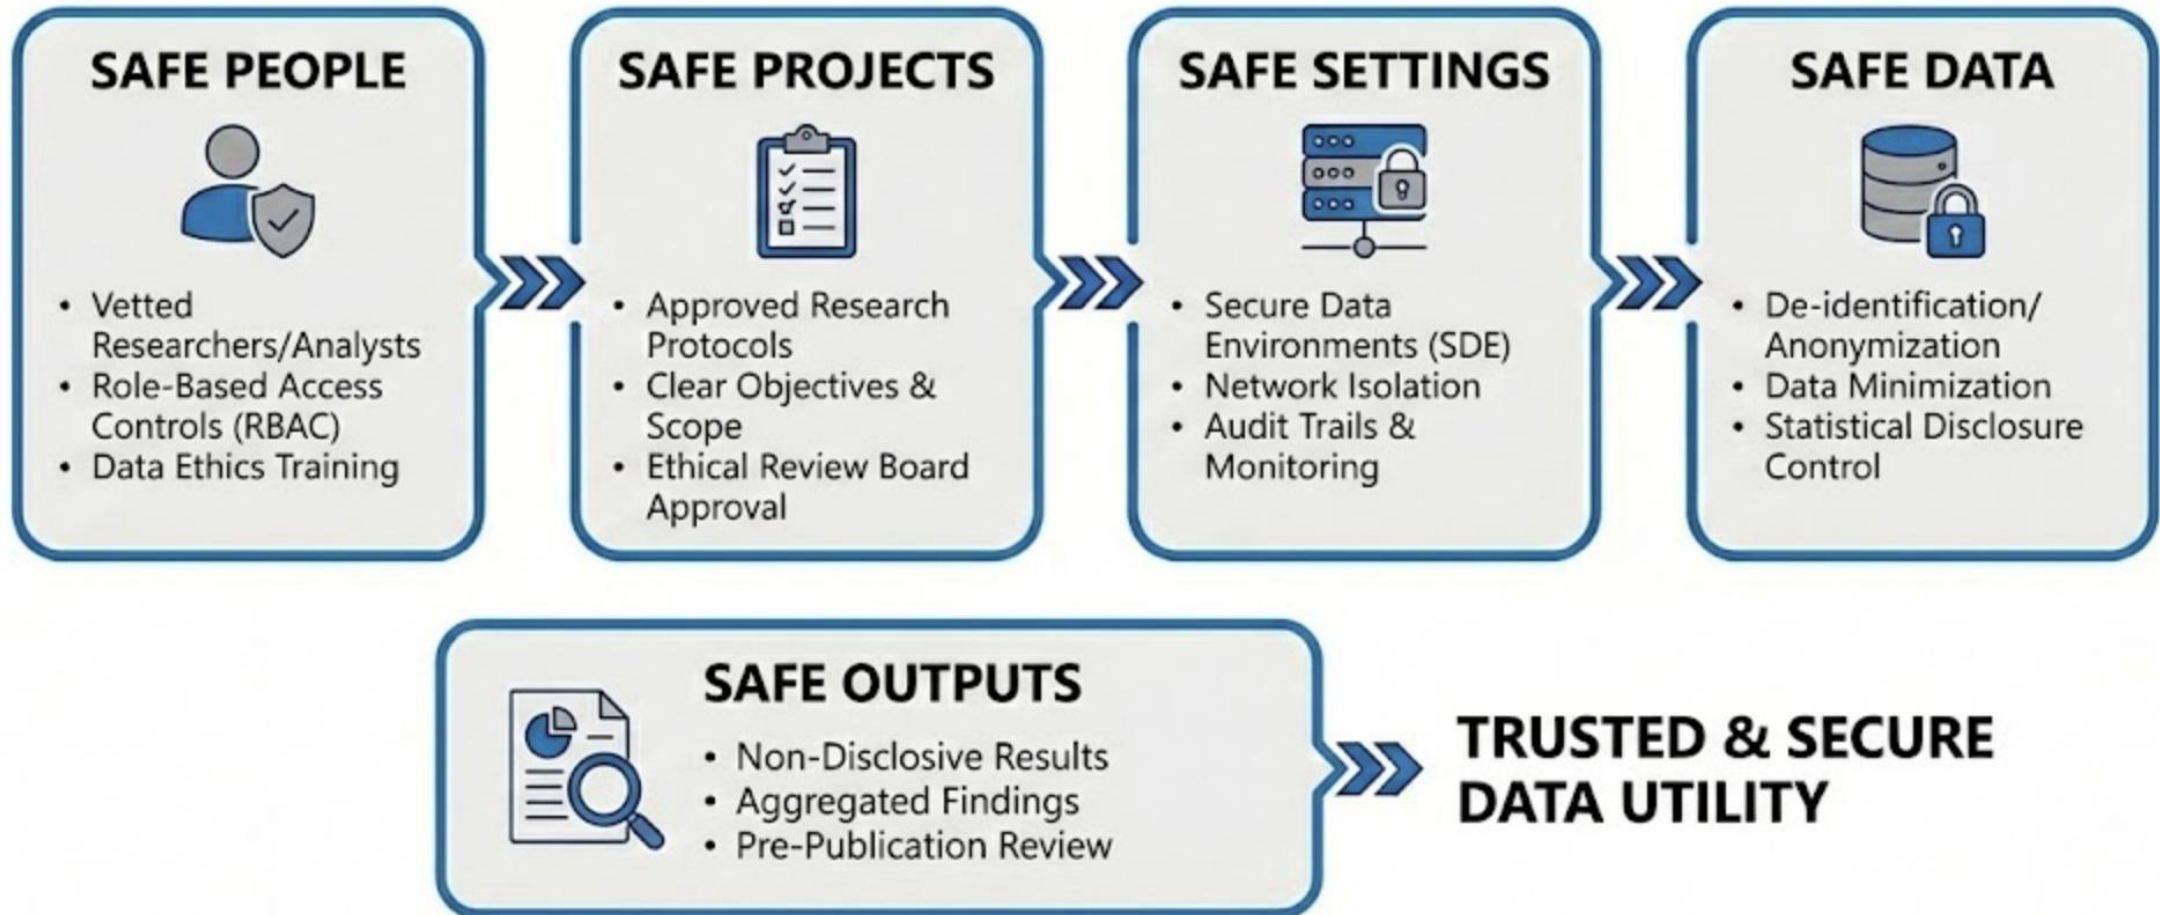 SAFE PEOPLE
• Vetted
Researchers/Analysts
• Role-Based Access
Controls (RBAC)
• Data Ethics Training
SAFE PROJECTS
• Approved Research
Protocols
• Clear Objectives &
Scope
• Ethical Review Board
Approval
SAFE SETTINGS
• Secure Data
Environments (SDE)
• Network Isolation
• Audit Trails &
Monitoring
SAFE DATA
• De-identification/
Anonymization
• Data Minimization
• Statistical Disclosure
Control
SAFE OUTPUTS
• Non-Disclosive Results
• Aggregated Findings
• Pre-Publication Review
TRUSTED & SECURE
DATA UTILITY